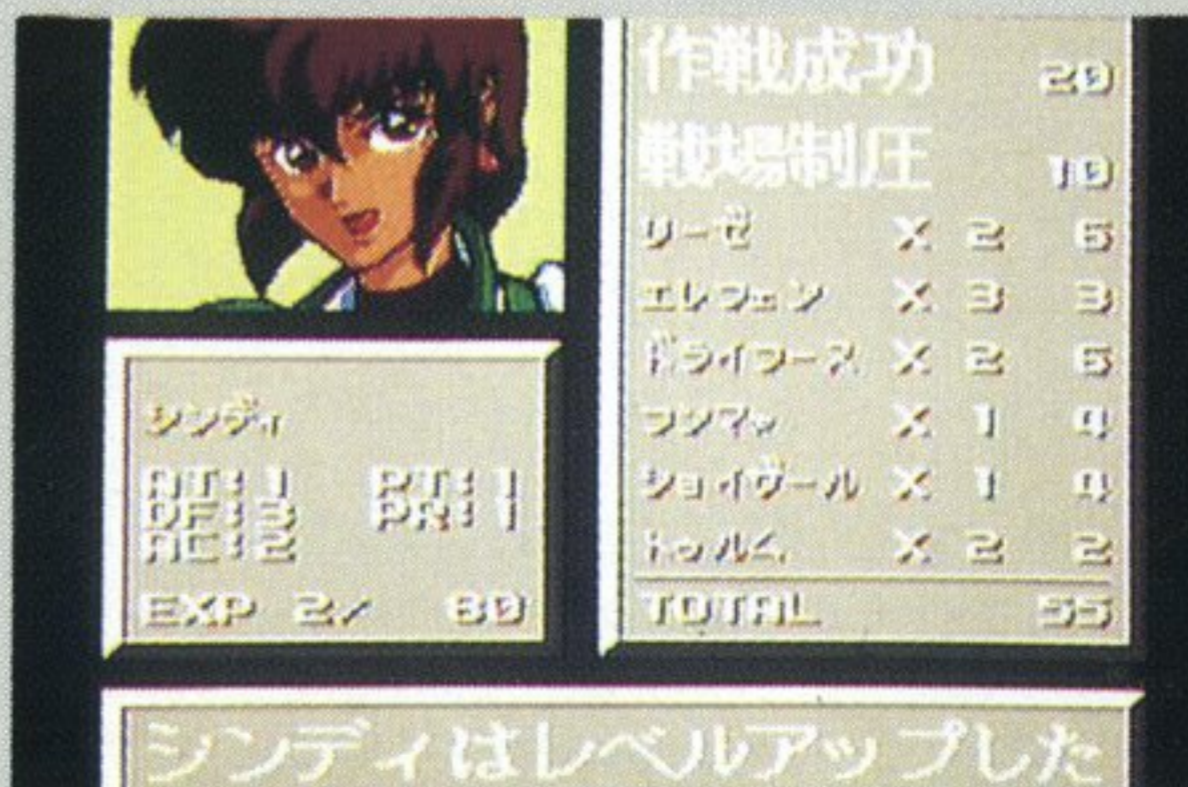 作戦成功 20
戦場制圧 10
リーゼ × 2 6
エレフェン × 3 3
ドライフース × 2 6
フンマァ × 1 4
ショイザール × 1 4
トゥルム × 2 2
TOTAL 55
シンディ
AT:1 PT:1
DF:3 PR:1
AC:2
EXP 2/ 80
シンディはレベルアップした